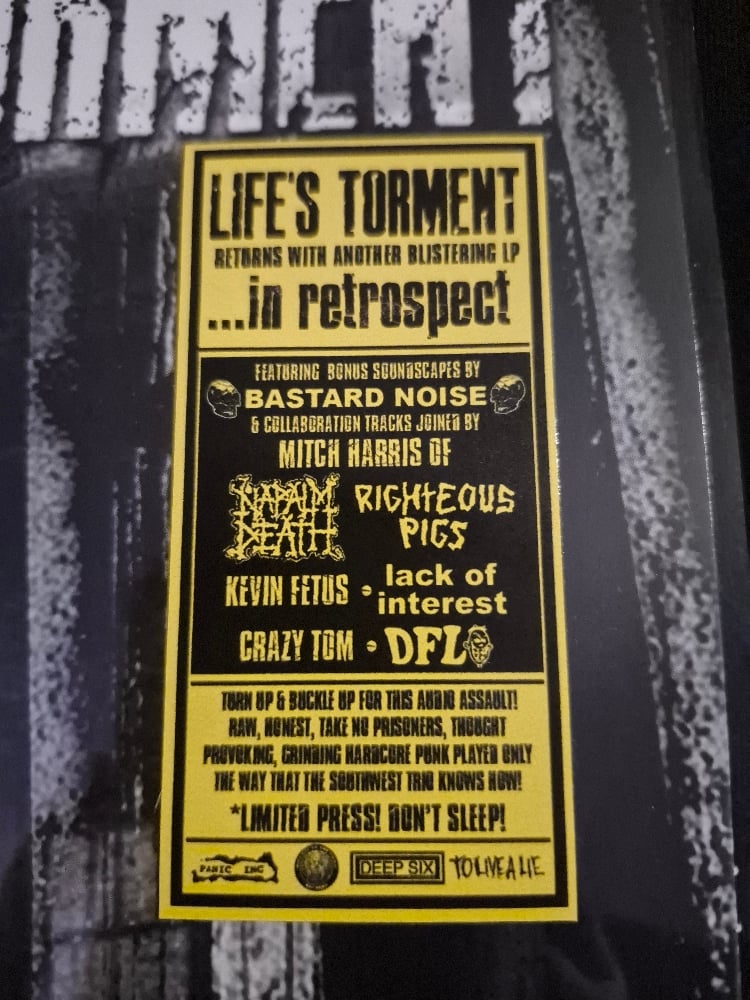 LIFE'S TORMENT
RETURNS WITH ANOTHER BLISTERING LP
...in retrospect
FEATURING BONUS SOUNDSCAPES BY
BASTARD NOISE
& COLLABORATION TRACKS JOINED BY
MITCH HARRIS OF
NAPALM DEATH RIGHTEOUS PIGS
KEVIN FETUS • lack of interest
CRAZY TOM • DFL
TURN UP & BUCKLE UP FOR THIS AUDIO ASSAULT!
RAW, HONEST, TAKE NO PRISONERS, THOUGHT
PROVOKING, GRINDING HARDCORE PUNK PLAYED ONLY
THE WAY THAT THE SOUTHWEST TRIO KNOWS HOW!
*LIMITED PRESS! DON'T SLEEP!
PANIC INC DEEP SIX TO LIVE A LIE